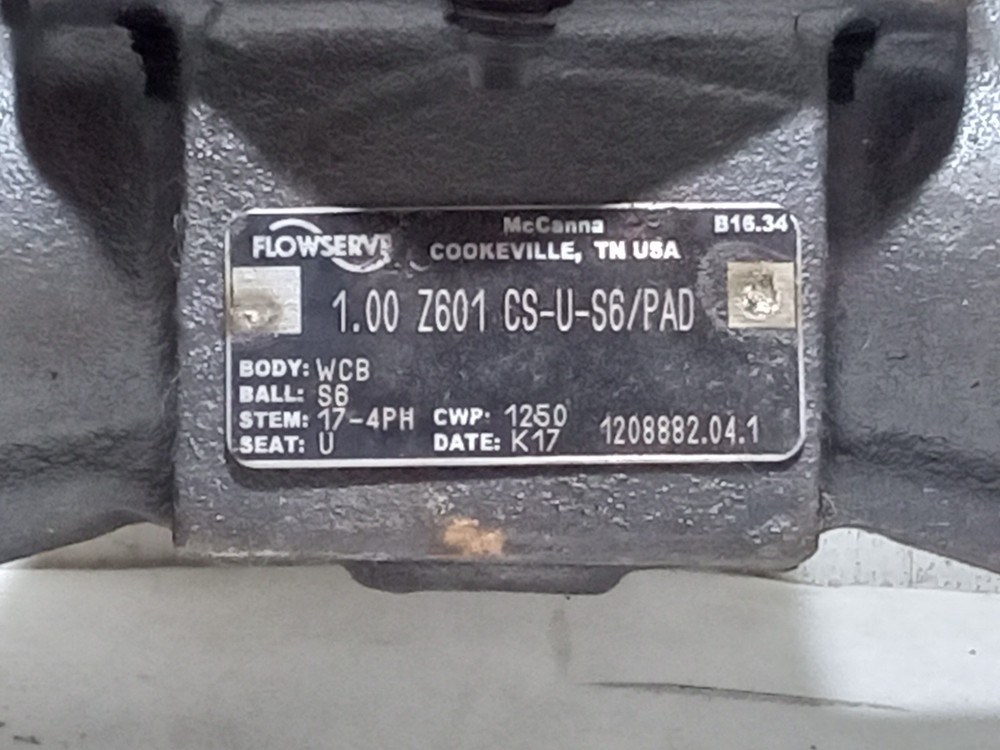 FLOWSERVE
McCanna
COOKEVILLE, TN USA
B16.34
1.00 Z601 CS-U-S6/PAD
BODY: WCB
BALL: S6
STEM: 17-4PH CWP: 1250
SEAT: U DATE: K17
1208882.04.1